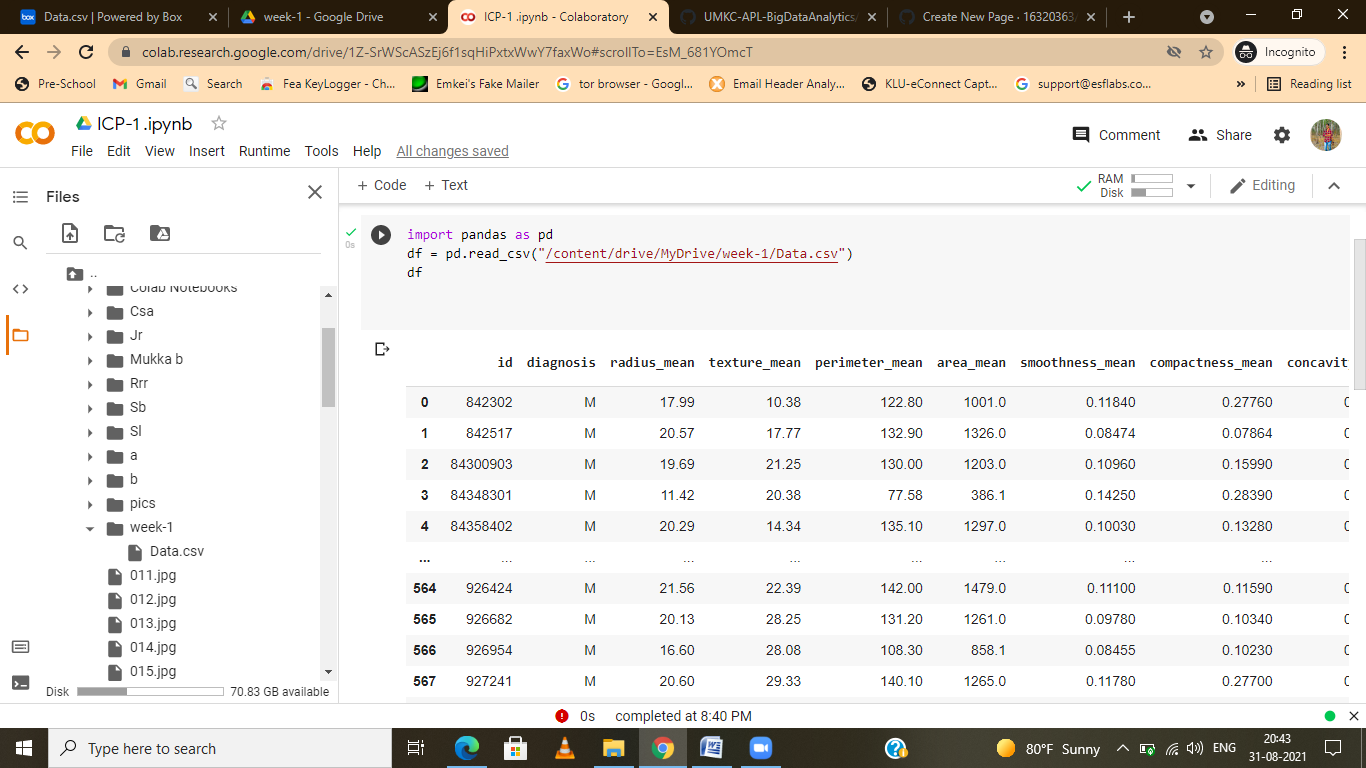 Data.csv | Powered by Box
week-1 - Google Drive
ICP-1 .ipynb - Colaboratory
UMKC-APL-BigDataAnalytics/
Create New Page · 16320363/
colab.research.google.com/drive/1Z-SrWScASzEj6f1sqHiPxtxWwY7faxWo#scrollTo=EsM_681YOmcT
Incognito
Pre-School
Gmail
Search
Fea KeyLogger - Ch...
Emkei's Fake Mailer
tor browser - Googl...
Email Header Analy...
KLU-eConnect Capt...
support@esflabs.co...
»
Reading list
ICP-1 .ipynb
Comment
Share
File Edit View Insert Runtime Tools Help All changes saved
Files
+ Code + Text
RAM
Disk
Editing
..
Colab Notebooks
Csa
Jr
Mukka b
Rrr
Sb
Sl
a
b
pics
week-1
Data.csv
011.jpg
012.jpg
013.jpg
014.jpg
015.jpg
Disk 70.83 GB available
0s
import pandas as pd
df = pd.read_csv("/content/drive/MyDrive/week-1/Data.csv")
df
id diagnosis radius_mean texture_mean perimeter_mean area_mean smoothness_mean compactness_mean concavit
0 842302 M 17.99 10.38 122.80 1001.0 0.11840 0.27760 0
1 842517 M 20.57 17.77 132.90 1326.0 0.08474 0.07864 0
2 84300903 M 19.69 21.25 130.00 1203.0 0.10960 0.15990 0
3 84348301 M 11.42 20.38 77.58 386.1 0.14250 0.28390 0
4 84358402 M 20.29 14.34 135.10 1297.0 0.10030 0.13280 0
... ... ... ... ... ... ... ... ...
564 926424 M 21.56 22.39 142.00 1479.0 0.11100 0.11590 0
565 926682 M 20.13 28.25 131.20 1261.0 0.09780 0.10340 0
566 926954 M 16.60 28.08 108.30 858.1 0.08455 0.10230 0
567 927241 M 20.60 29.33 140.10 1265.0 0.11780 0.27700 0
0s completed at 8:40 PM
Type here to search
80°F Sunny
ENG
20:43
31-08-2021